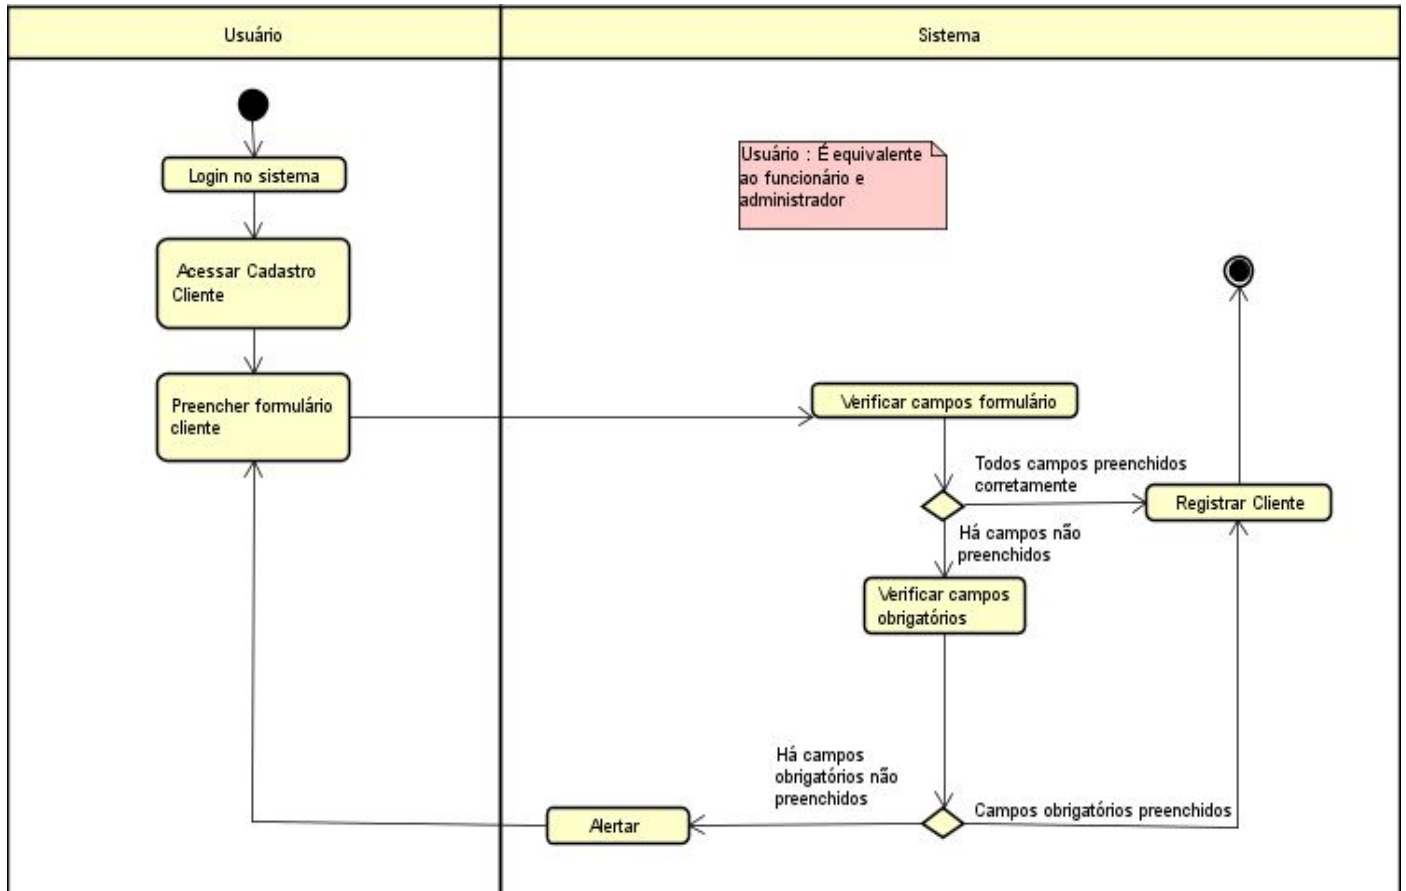 Usuário
Sistema
Login no sistema
Usuário : É equivalente
ao funcionário e
administrador
Acessar Cadastro
Cliente
Preencher formulário
cliente
Verificar campos formulário
Todos campos preenchidos
corretamente
Registrar Cliente
Há campos não
preenchidos
Verificar campos
obrigatórios
Há campos
obrigatórios não
preenchidos
Campos obrigatórios preenchidos
Alertar